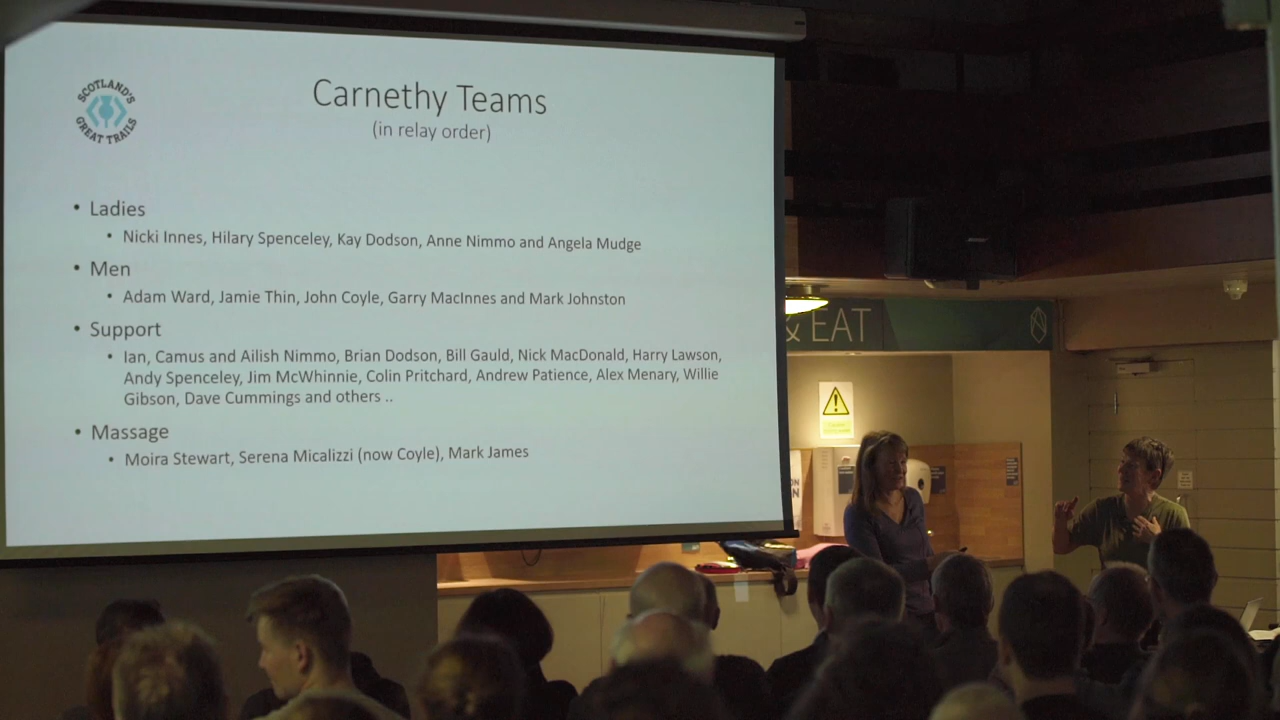 SCOTLAND'S
GREAT TRAILS
Carnethy Teams
(in relay order)
• Ladies
• Nicki Innes, Hilary Spenceley, Kay Dodson, Anne Nimmo and Angela Mudge
• Men
• Adam Ward, Jamie Thin, John Coyle, Garry MacInnes and Mark Johnston
• Support
• Ian, Camus and Ailish Nimmo, Brian Dodson, Bill Gauld, Nick MacDonald, Harry Lawson,
Andy Spenceley, Jim McWhinnie, Colin Pritchard, Andrew Patience, Alex Menary, Willie
Gibson, Dave Cummings and others ..
• Massage
• Moira Stewart, Serena Micalizzi (now Coyle), Mark James
& EAT